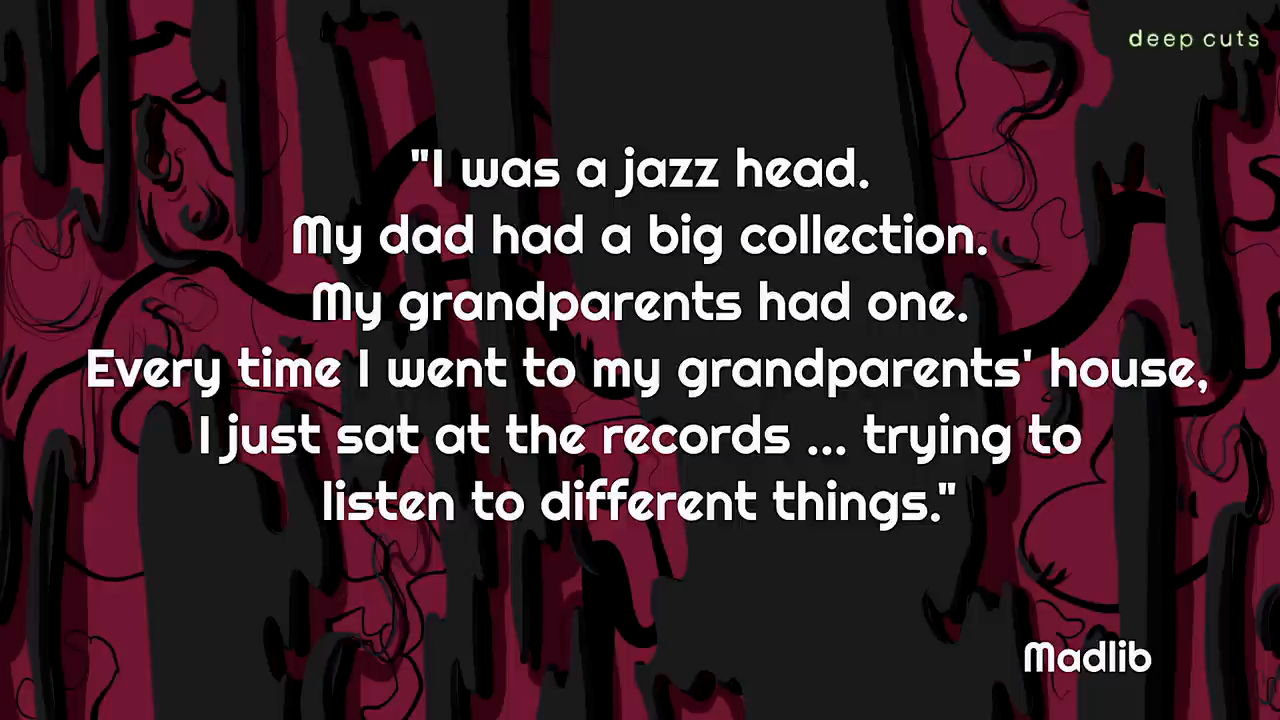 deep cuts
"I was a jazz head.
My dad had a big collection.
My grandparents had one.
Every time I went to my grandparents' house,
I just sat at the records ... trying to
listen to different things."
Madlib